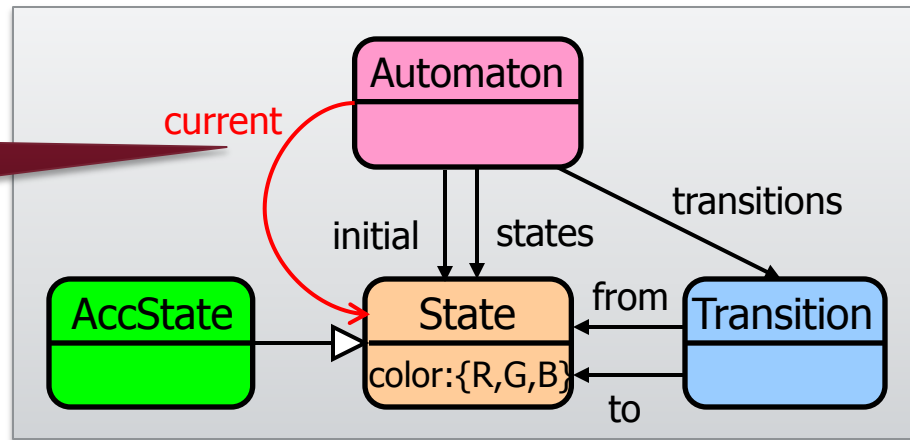 Automaton
current
transitions
initial
states
AccState
State
from
Transition
color:{R,G,B}
to